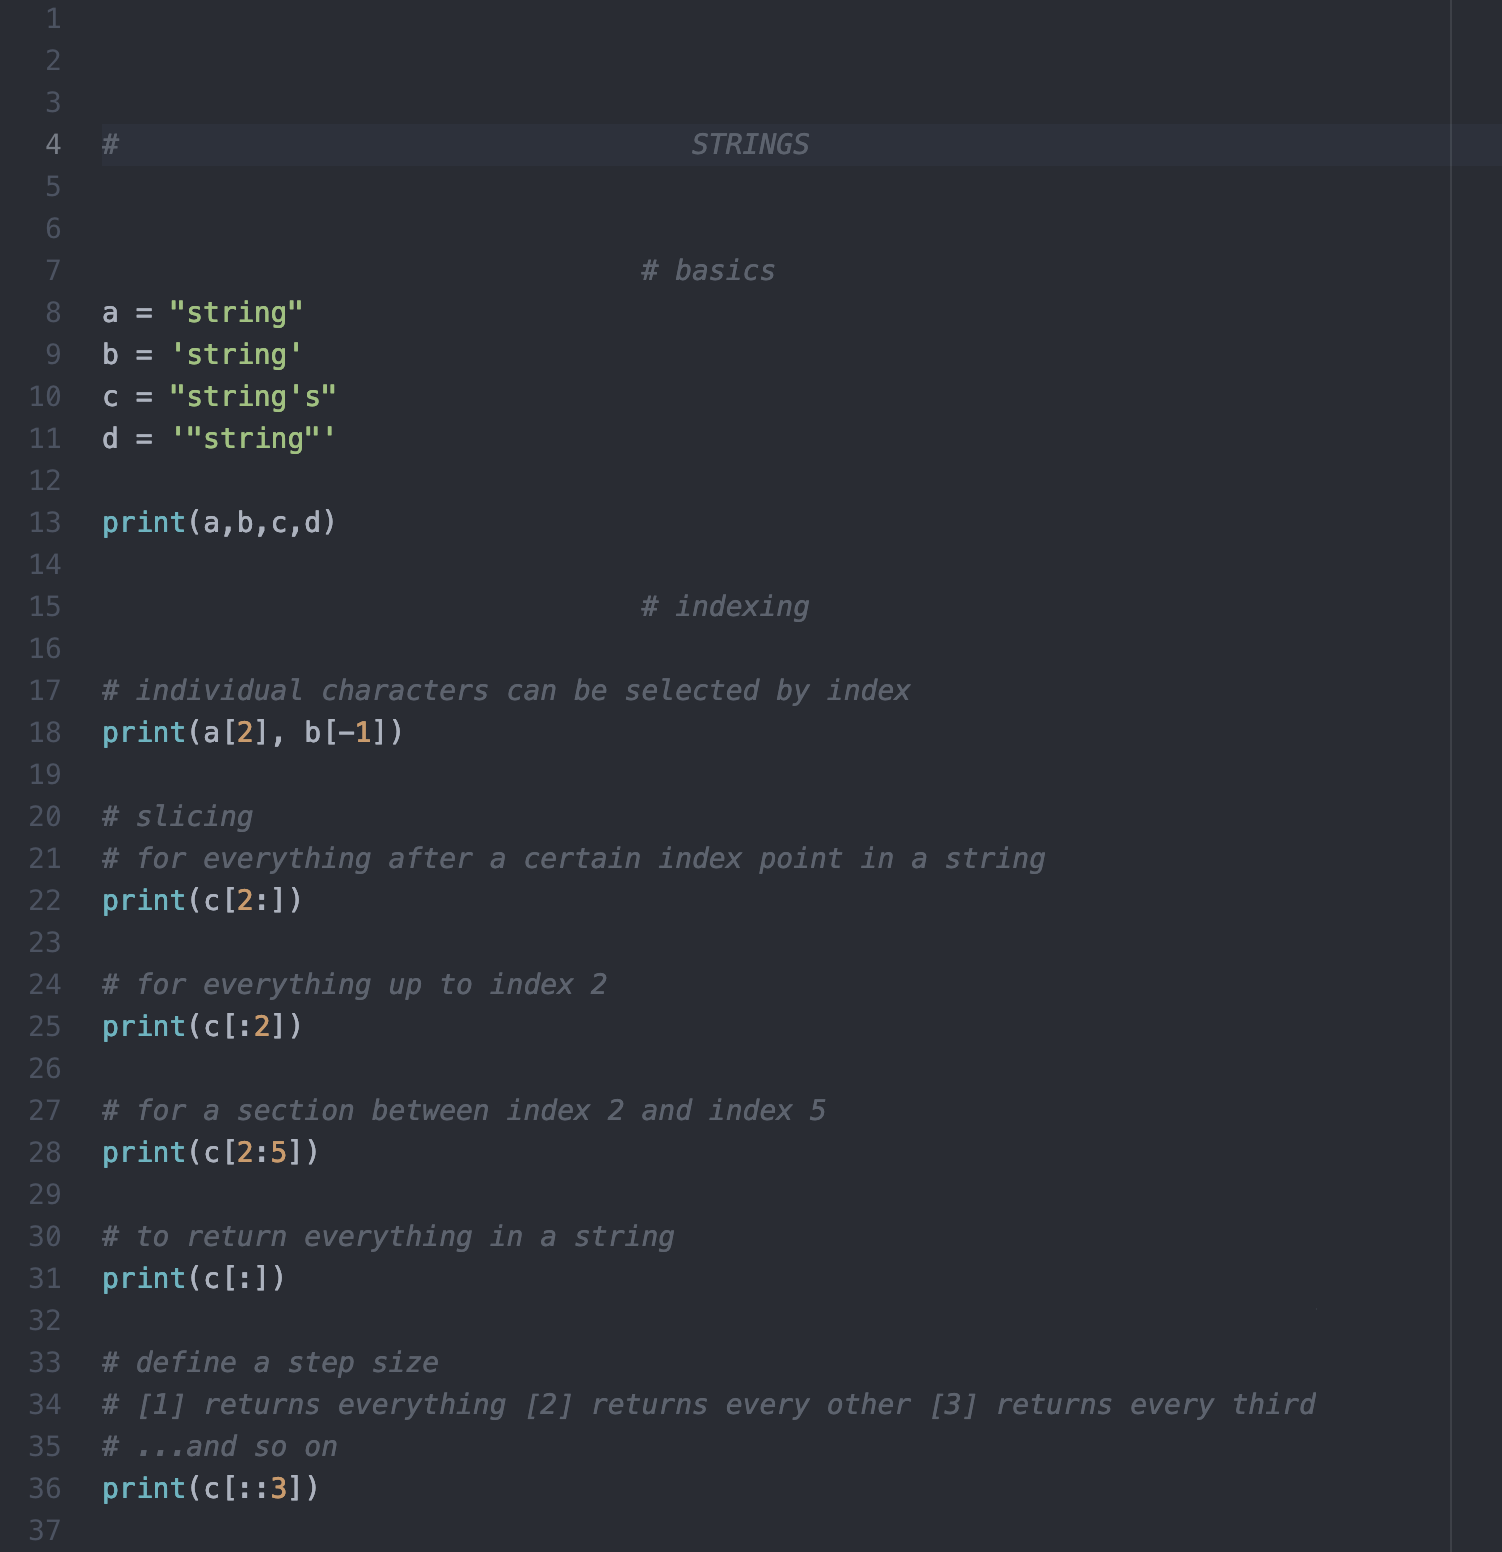 1
2
3
4 # STRINGS
5
6
7 # basics
8 a = "string"
9 b = 'string'
10 c = "string's"
11 d = '"string"'
12
13 print(a,b,c,d)
14
15 # indexing
16
17 # individual characters can be selected by index
18 print(a[2], b[-1])
19
20 # slicing
21 # for everything after a certain index point in a string
22 print(c[2:])
23
24 # for everything up to index 2
25 print(c[:2])
26
27 # for a section between index 2 and index 5
28 print(c[2:5])
29
30 # to return everything in a string
31 print(c[:])
32
33 # define a step size
34 # [1] returns everything [2] returns every other [3] returns every third
35 # ...and so on
36 print(c[::3])
37